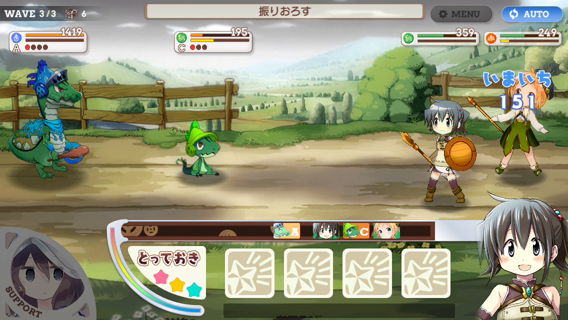 WAVE 3/3 6
振りおろす
MENU
AUTO
1419
A
195
C
359
249
いまいち
151
A
C
とっておき
SUPPORT